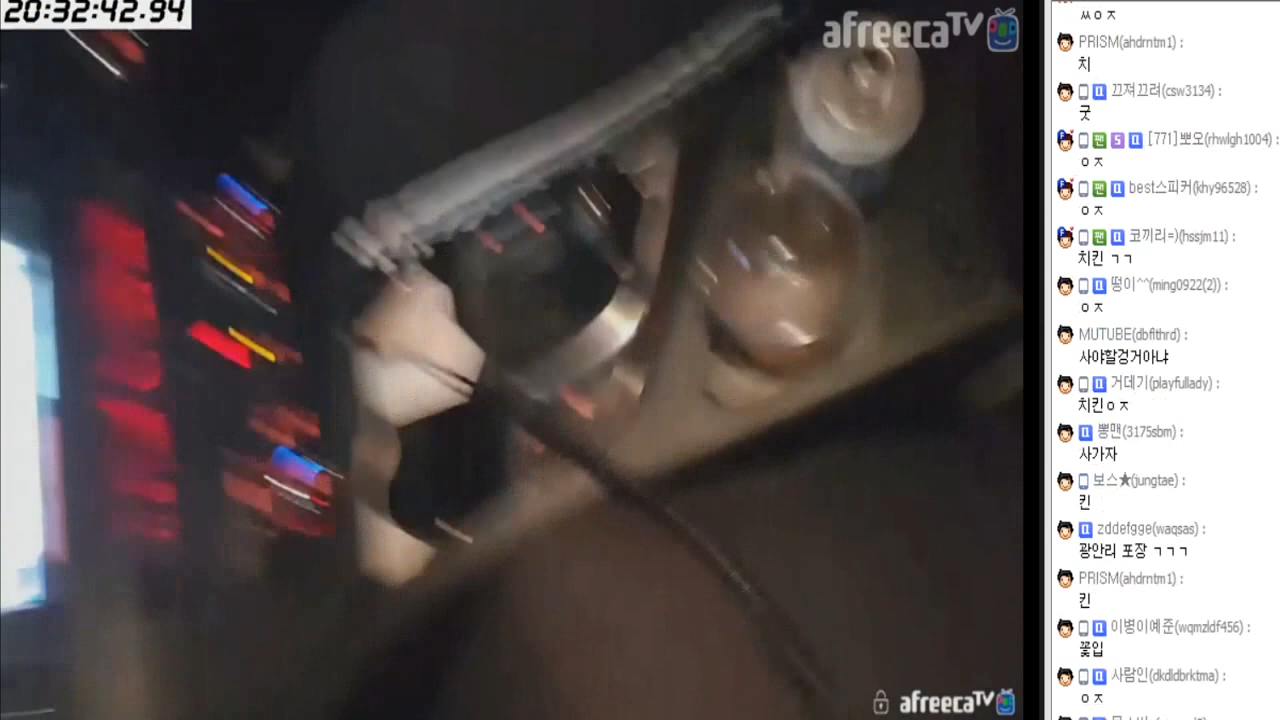 20:32:42.94
afreecaTV
afreecaTV
ㅆㅇㅈ
PRISM(ahdrntm1) :
치
끄져끄려(csw3134) :
굿
[771]뽀오(rhwlgh1004) :
ㅇㅈ
best스피커(khy96528) :
ㅇㅈ
코끼리=)(hssjm11) :
치킨 ㄱㄱ
떵이^^(ming0922(2)) :
ㅇㅈ
MUTUBE(dbflthrd) :
사야할겅거아냐
거데기(playfullady) :
치킨ㅇㅈ
뽕맨(3175sbm) :
사가자
보스★(jungtae) :
킨
zddefgge(waqsas) :
광안리 포장 ㄱㄱㄱ
PRISM(ahdrntm1) :
킨
이병이예준(wqmzldf456) :
꽃입
사람인(dkdldbrktma) :
ㅇㅈ